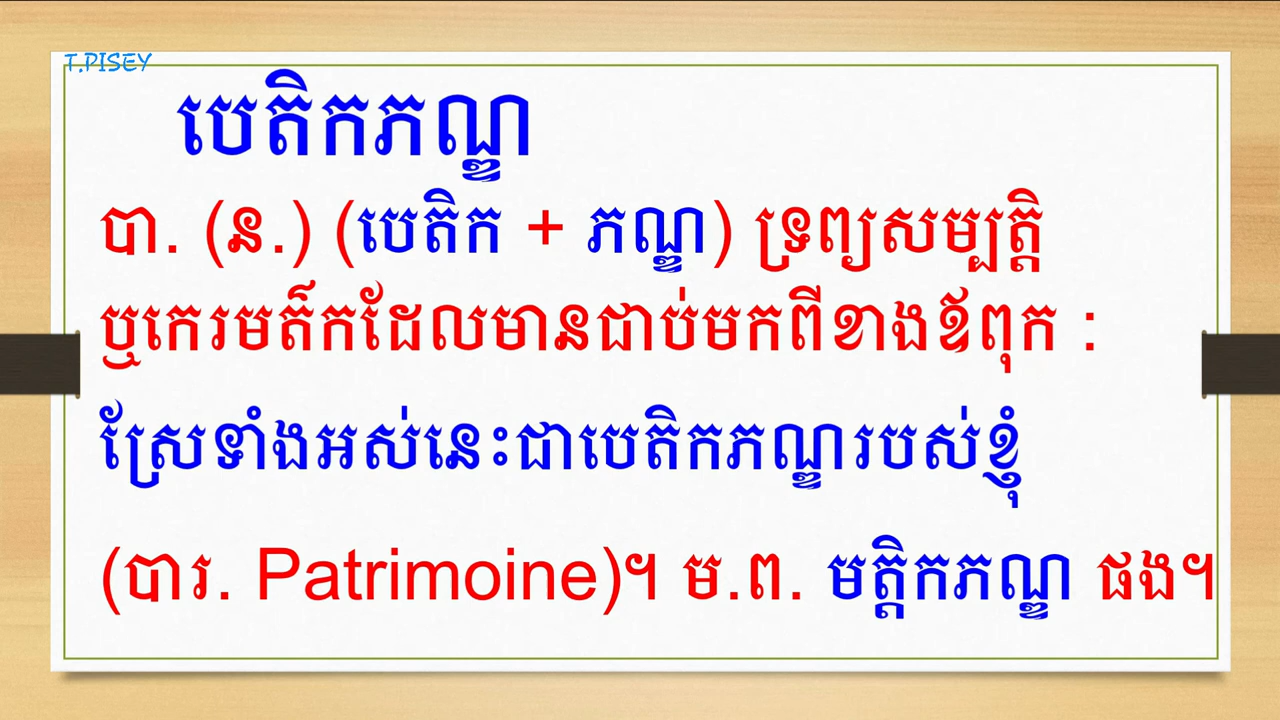 T.PISEY
បេតិកភណ្ឌ
បា. (ន.) (បេតិក + ភណ្ឌ) ទ្រព្យសម្បត្តិ
ឬកេរមត៌កដែលមានជាប់មកពីខាងឪពុក :
ស្រែទាំងអស់នេះជាបេតិកភណ្ឌរបស់ខ្ញុំ
(បារ. Patrimoine)។ ម.ព. មត្តិកភណ្ឌ ផង។